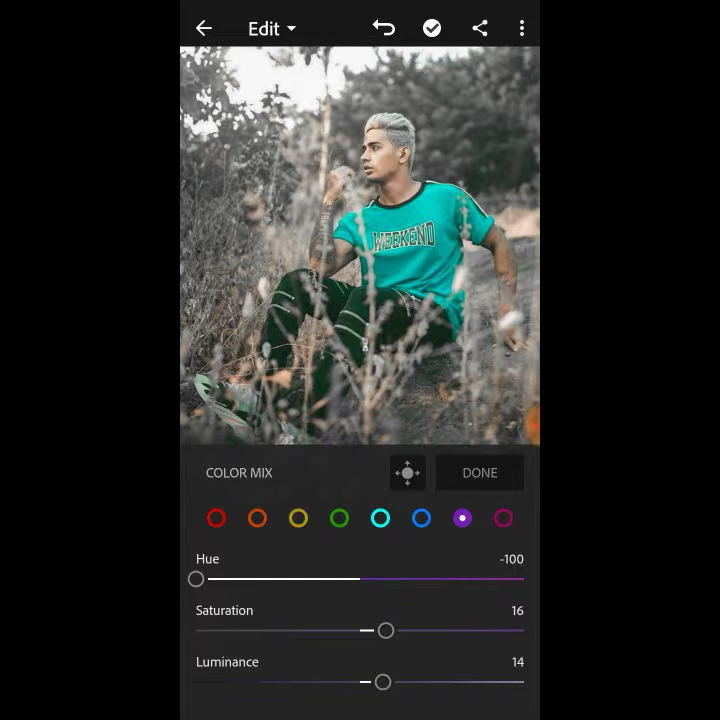 Edit
WEEKEND
COLOR MIX
DONE
Hue
-100
Saturation
16
Luminance
14